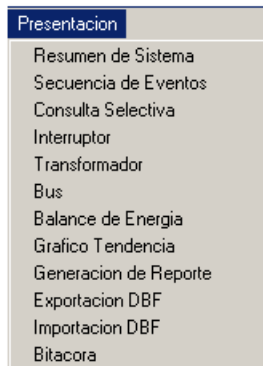 Presentacion
Resumen de Sistema
Secuencia de Eventos
Consulta Selectiva
Interruptor
Transformador
Bus
Balance de Energia
Grafico Tendencia
Generacion de Reporte
Exportacion DBF
Importacion DBF
Bitacora